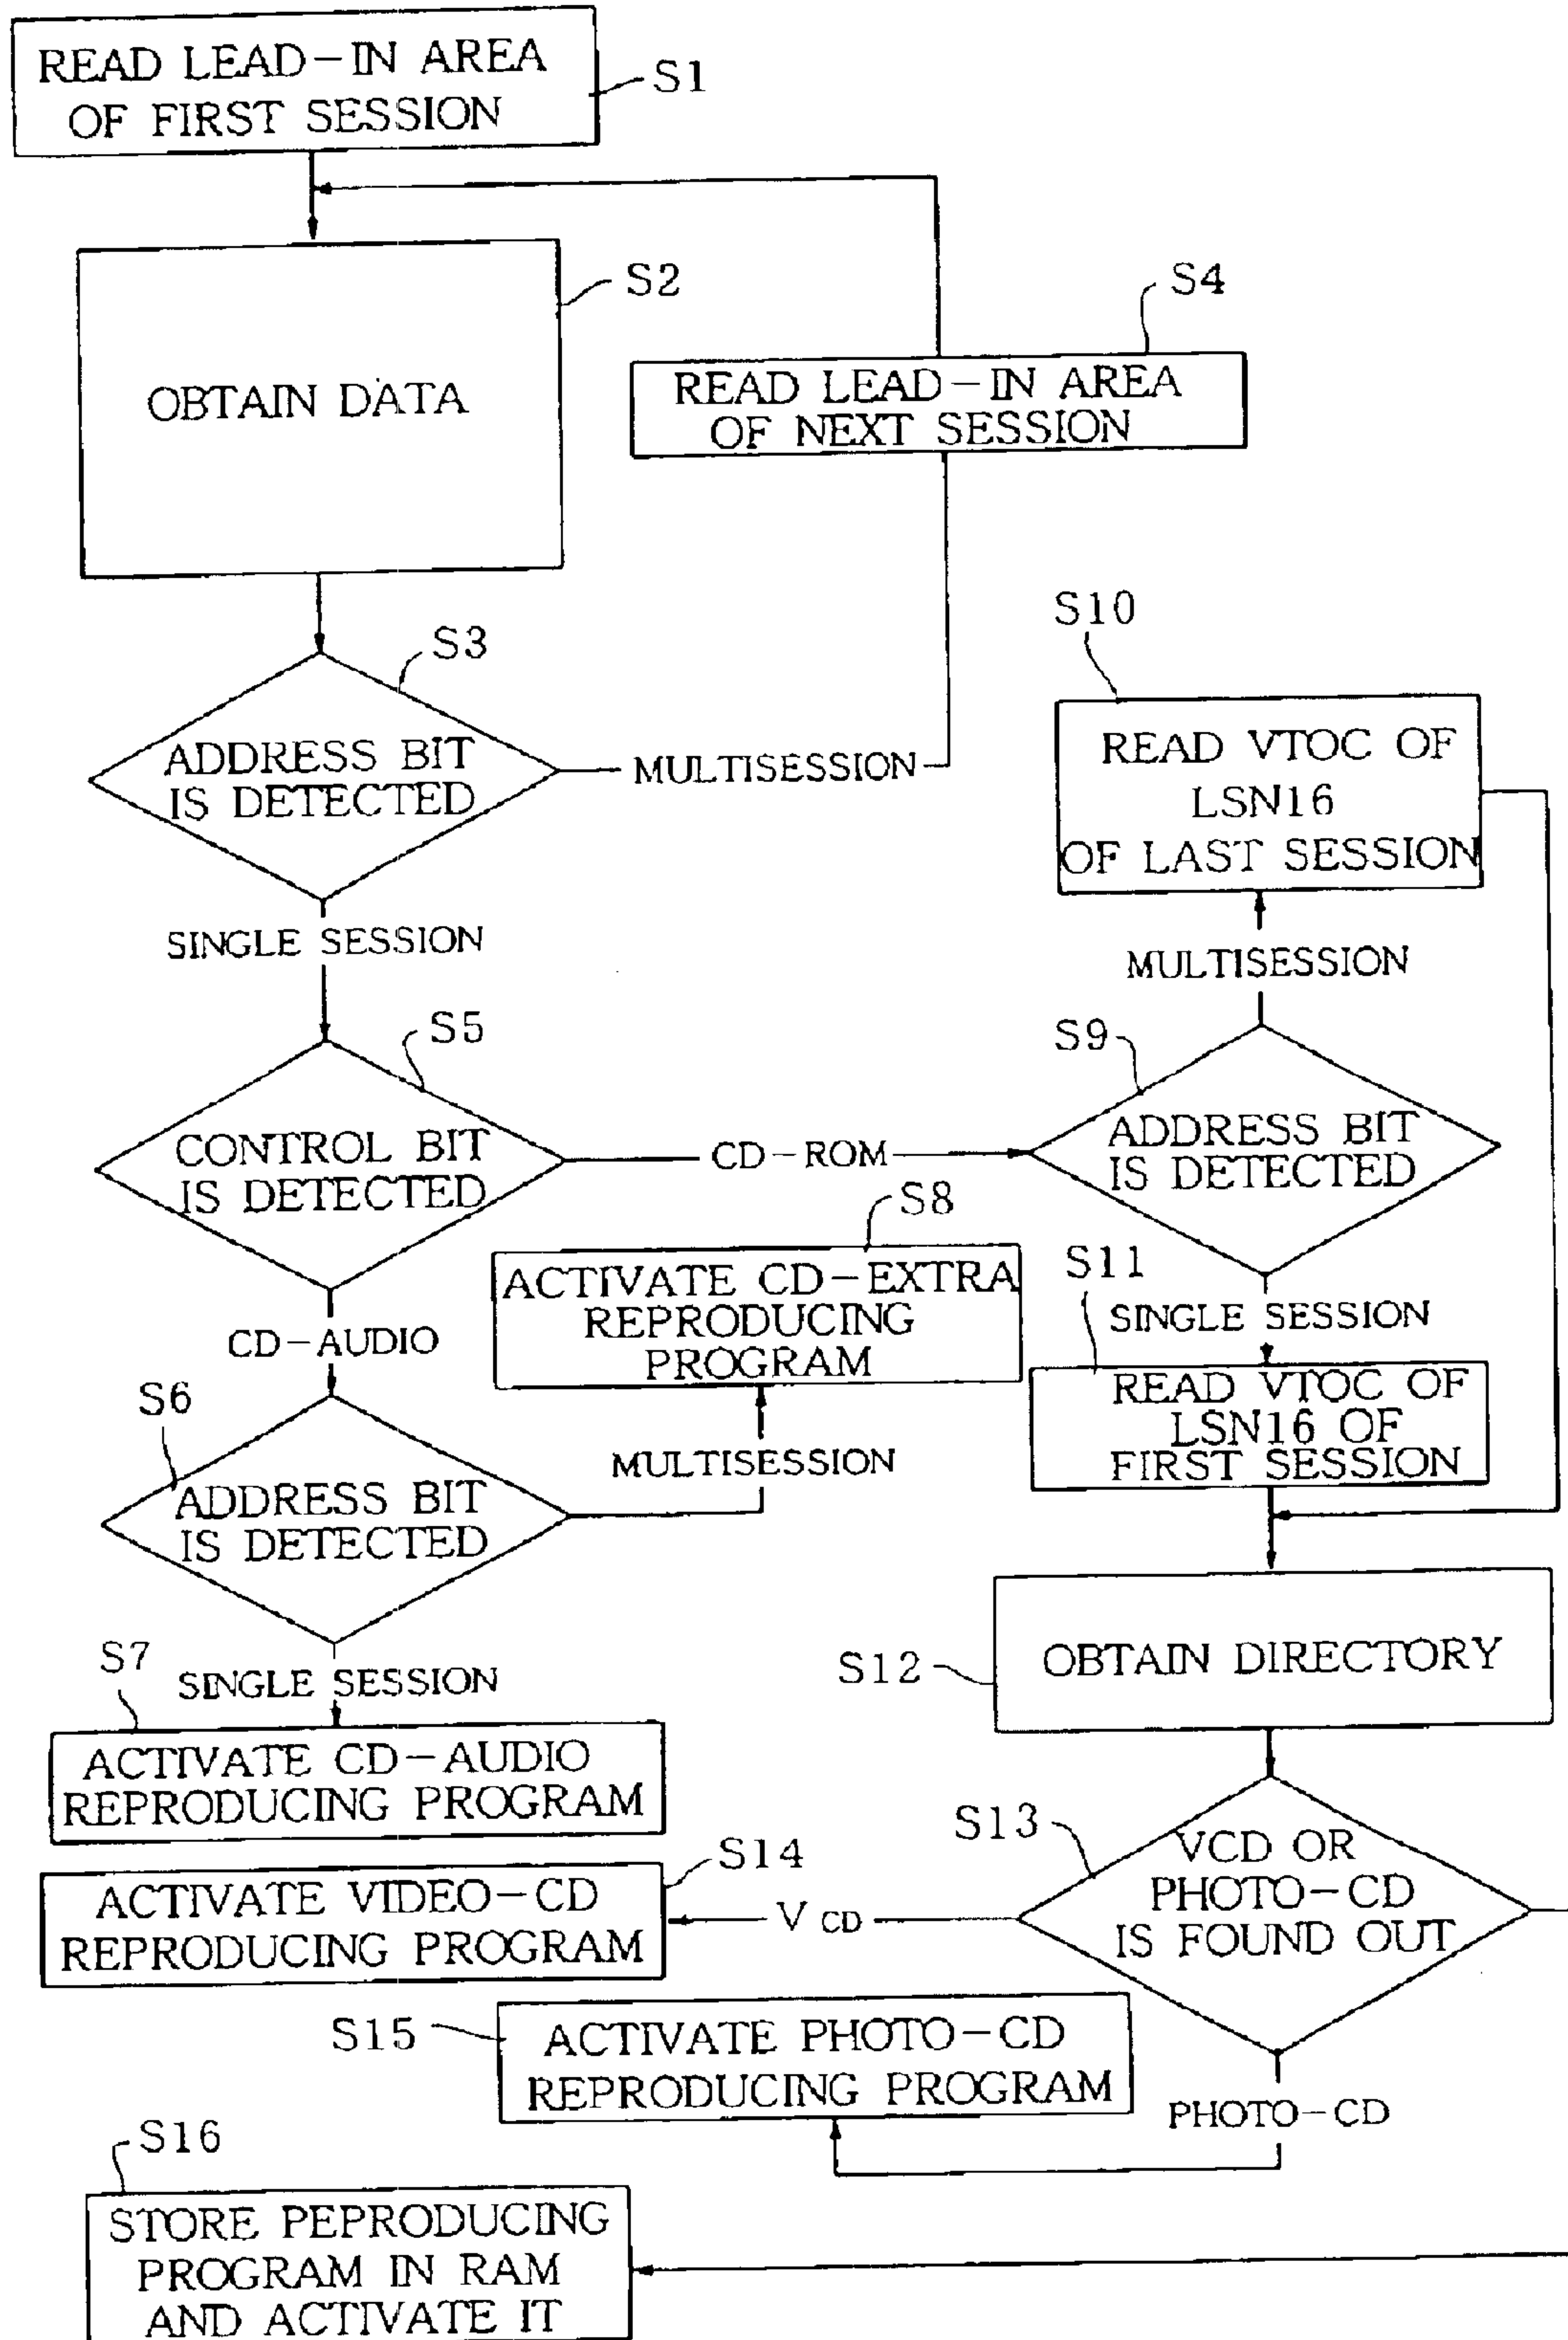 READ LEAD-IN AREA
OF FIRST SESSION
S1
S2
OBTAIN DATA
S4
READ LEAD-IN AREA
OF NEXT SESSION
S3
ADDRESS BIT
IS DETECTED
MULTISESSION
SINGLE SESSION
S10
READ VTOC OF
LSN16
OF LAST SESSION
MULTISESSION
S5
CONTROL BIT
IS DETECTED
CD-ROM
S9
ADDRESS BIT
IS DETECTED
S8
ACTIVATE CD-EXTRA
REPRODUCING
PROGRAM
CD-AUDIO
S11
SINGLE SESSION
READ VTOC OF
LSN16 OF
FIRST SESSION
S6
ADDRESS BIT
IS DETECTED
MULTISESSION
S7
SINGLE SESSION
ACTIVATE CD-AUDIO
REPRODUCING PROGRAM
S12
OBTAIN DIRECTORY
S13
VCD OR
PHOTO-CD
IS FOUND OUT
S14
ACTIVATE VIDEO-CD
REPRODUCING PROGRAM
VCD
S15
ACTIVATE PHOTO-CD
REPRODUCING PROGRAM
PHOTO-CD
S16
STORE PEPRODUCING
PROGRAM IN RAM
AND ACTIVATE IT